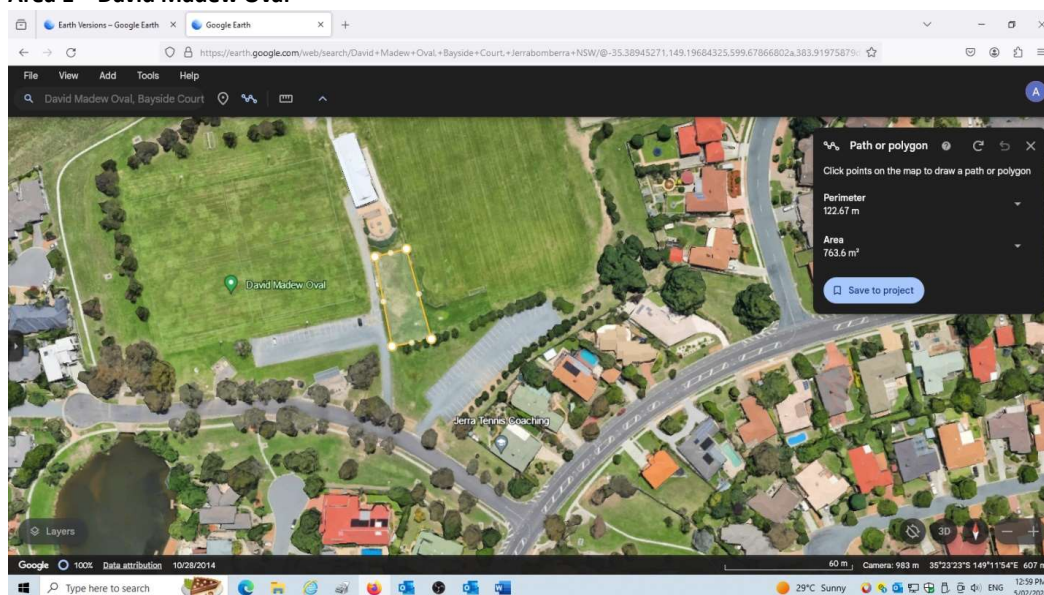 Area 1 – David Madew Oval
Earth Versions – Google Earth
Google Earth
https://earth.google.com/web/search/David+Madew+Oval,+Bayside+Court,+Jerrabomberra+NSW/@-35.38945271,149.19684325,599.67866802a,383.91975879
File View Add Tools Help
David Madew Oval, Bayside Court
A
Path or polygon
Click points on the map to draw a path or polygon
Perimeter
122.67 m
Area
763.6 m²
Save to project
David Madew Oval
Jerra Tennis Coaching
Layers
3D
Google 100% Data attribution 10/28/2014
60 m Camera: 983 m 35°23'23"S 149°11'54"E 607 m
Type here to search
29°C Sunny
ENG
12:59 PM
5/02/202